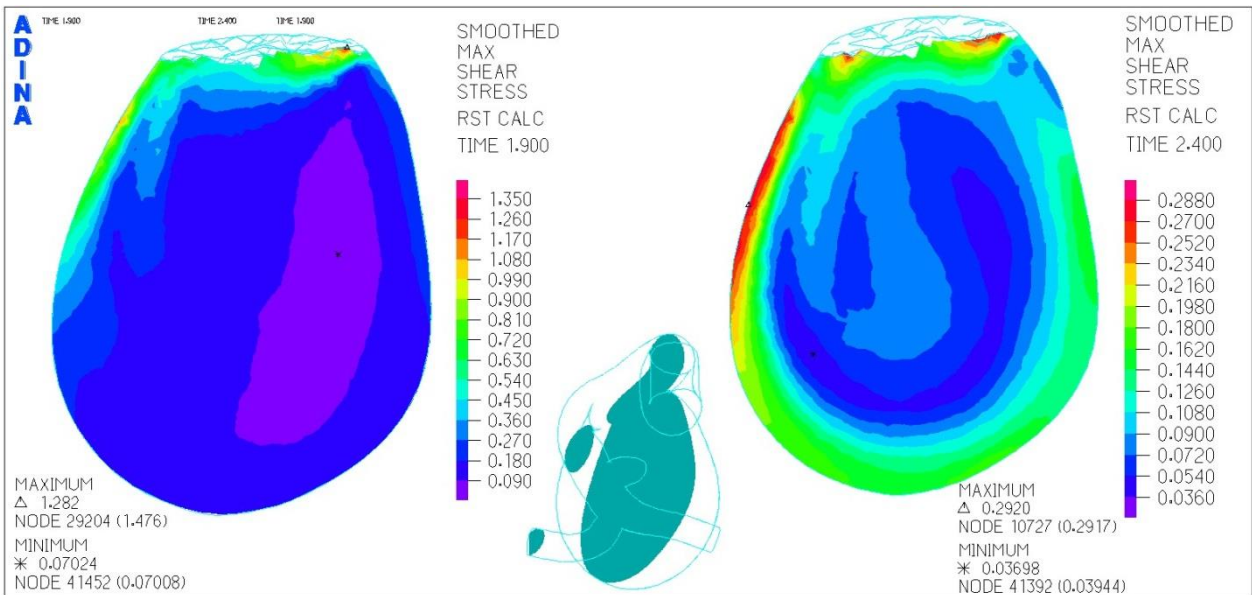 ADINA
TIME 1.900
TIME 2.400
TIME 1.900
SMOOTHED
MAX
SHEAR
STRESS
RST CALC
TIME 1.900
1.350
1.260
1.170
1.080
0.990
0.900
0.810
0.720
0.630
0.540
0.450
0.360
0.270
0.180
0.090
MAXIMUM
△ 1.282
NODE 29204 (1.476)
MINIMUM
* 0.07024
NODE 41452 (0.07008)
SMOOTHED
MAX
SHEAR
STRESS
RST CALC
TIME 2.400
0.2880
0.2700
0.2520
0.2340
0.2160
0.1980
0.1800
0.1620
0.1440
0.1260
0.1080
0.0900
0.0720
0.0540
0.0360
MAXIMUM
△ 0.2920
NODE 10727 (0.2917)
MINIMUM
* 0.03698
NODE 41392 (0.03944)